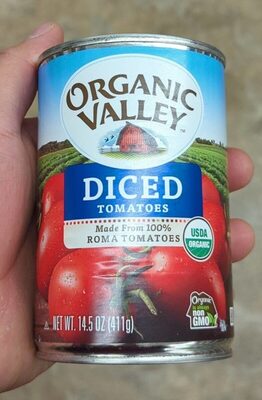 ORGANIC
VALLEY
DICED
TOMATOES
Made From 100%
ROMA TOMATOES
USDA
ORGANIC
Organic
non
GMO
NET WT. 14.5 OZ (411g)